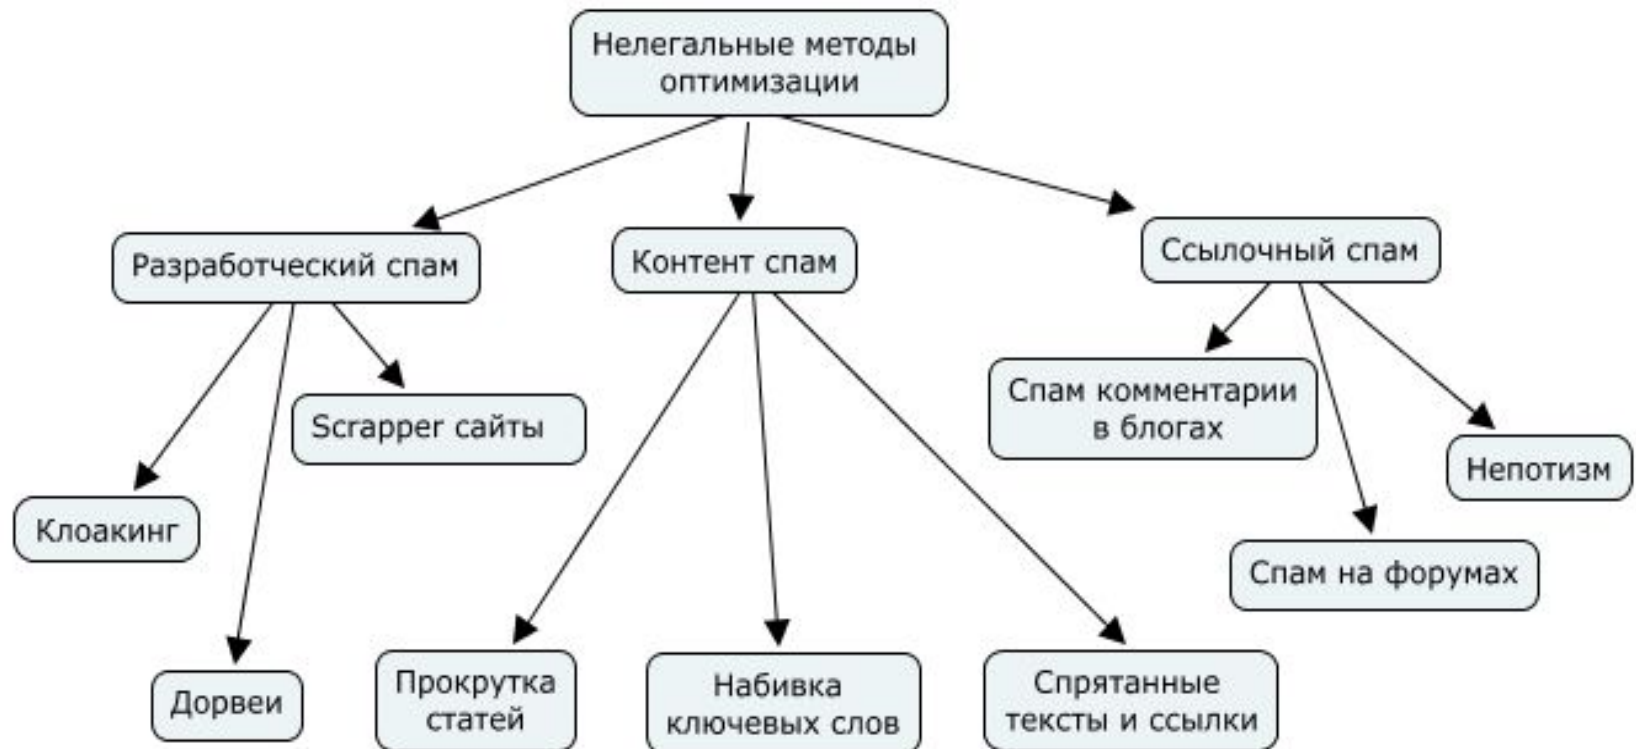 Нелегальные методы
оптимизации
Разработческий спам
Контент спам
Ссылочный спам
Scrapper сайты
Спам комментарии
в блогах
Непотизм
Клоакинг
Спам на форумах
Дорвеи
Прокрутка
статей
Набивка
ключевых слов
Спрятанные
тексты и ссылки